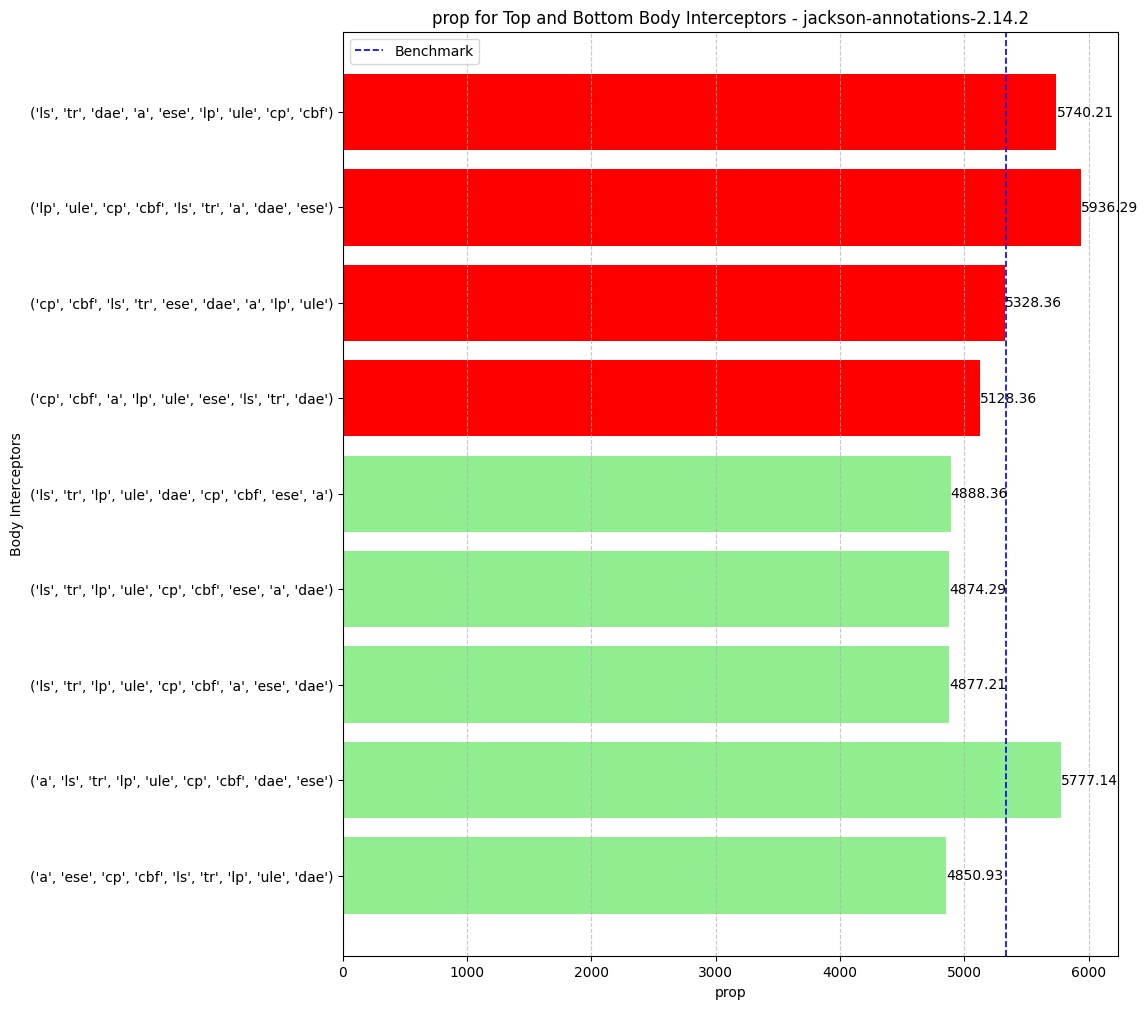 prop for Top and Bottom Body Interceptors - jackson-annotations-2.14.2
Benchmark
('ls', 'tr', 'dae', 'a', 'ese', 'lp', 'ule', 'cp', 'cbf')
5740.21
('lp', 'ule', 'cp', 'cbf', 'ls', 'tr', 'a', 'dae', 'ese')
5936.29
('cp', 'cbf', 'ls', 'tr', 'ese', 'dae', 'a', 'lp', 'ule')
5328.36
('cp', 'cbf', 'a', 'lp', 'ule', 'ese', 'ls', 'tr', 'dae')
5128.36
('ls', 'tr', 'lp', 'ule', 'dae', 'cp', 'cbf', 'ese', 'a')
4888.36
('ls', 'tr', 'lp', 'ule', 'cp', 'cbf', 'ese', 'a', 'dae')
4874.29
('ls', 'tr', 'lp', 'ule', 'cp', 'cbf', 'a', 'ese', 'dae')
4877.21
('a', 'ls', 'tr', 'lp', 'ule', 'cp', 'cbf', 'dae', 'ese')
5777.14
('a', 'ese', 'cp', 'cbf', 'ls', 'tr', 'lp', 'ule', 'dae')
4850.93
Body Interceptors
0 1000 2000 3000 4000 5000 6000
prop